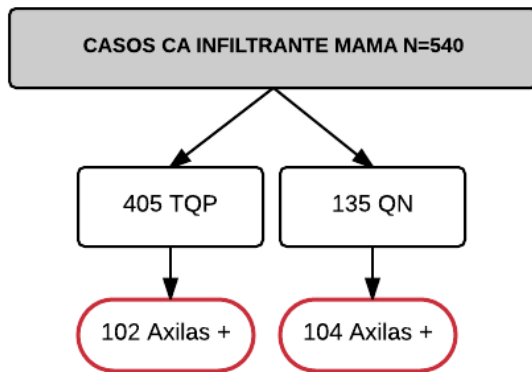 CASOS CA INFILTRANTE MAMA N=540
405 TQP
135 QN
102 Axilas +
104 Axilas +